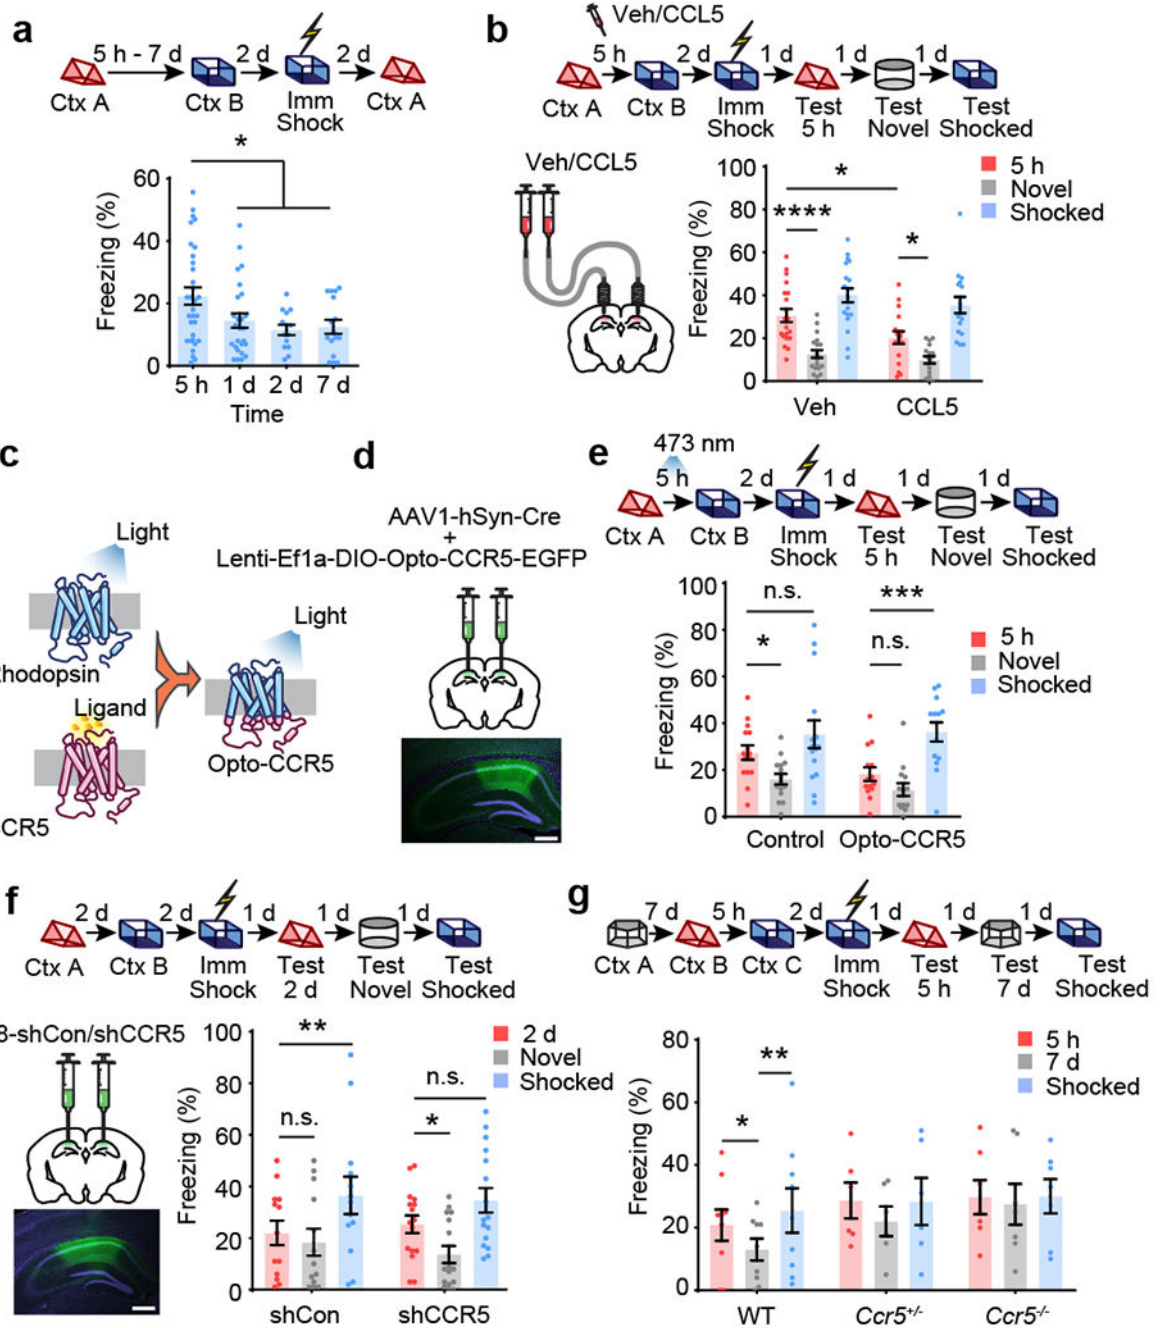 a
5 h - 7 d 2 d 2 d
Ctx A Ctx B Imm Shock Ctx A
*
Freezing (%)
60
40
20
0
5 h 1 d 2 d 7 d
Time
b
Veh/CCL5
5 h 2 d 1 d 1 d 1 d
Ctx A Ctx B Imm Shock Test 5 h Test Novel Test Shocked
Veh/CCL5
Freezing (%)
100
80
60
40
20
0
*
****
*
5 h
Novel
Shocked
Veh CCL5
c
Light
Rhodopsin
Ligand
CCR5
Light
Opto-CCR5
d
AAV1-hSyn-Cre
+
Lenti-Ef1a-DIO-Opto-CCR5-EGFP
e
473 nm
5 h 2 d 1 d 1 d 1 d
Ctx A Ctx B Imm Shock Test 5 h Test Novel Test Shocked
Freezing (%)
100
80
60
40
20
0
n.s.
*
***
n.s.
5 h
Novel
Shocked
Control Opto-CCR5
f
2 d 2 d 1 d 1 d 1 d
Ctx A Ctx B Imm Shock Test 2 d Test Novel Test Shocked
8-shCon/shCCR5
Freezing (%)
100
80
60
40
20
0
**
n.s.
n.s.
*
2 d
Novel
Shocked
shCon shCCR5
g
7 d 5 h 2 d 1 d 1 d 1 d
Ctx A Ctx B Ctx C Imm Shock Test 5 h Test 7 d Test Shocked
Freezing (%)
80
60
40
20
0
**
*
5 h
7 d
Shocked
WT Ccr5+/- Ccr5-/-